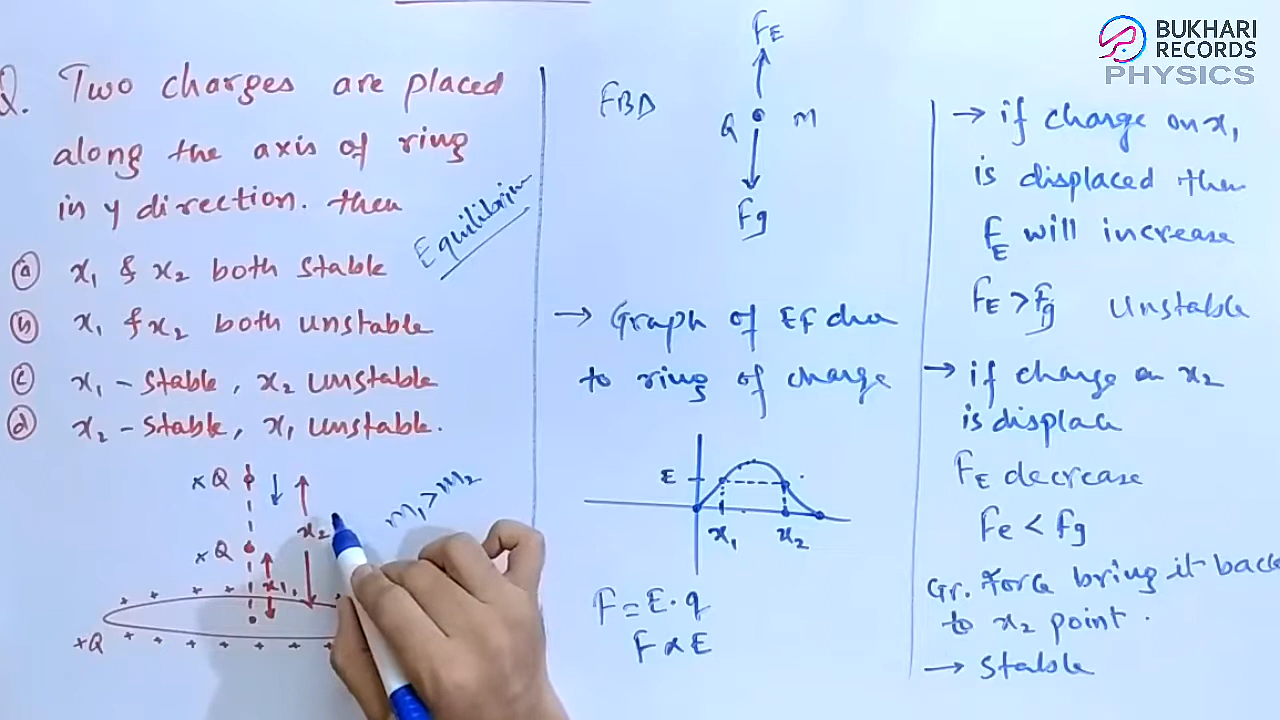 BUKHARI
RECORDS
PHYSICS
Q. Two charges are placed
along the axis of ring
in y direction. then
Equilibrium
(a) x₁ & x₂ both stable
(b) x₁ & x₂ both unstable
(c) x₁ - stable, x₂ unstable
(d) x₂ - stable, x₁ unstable.
+Q
x₂
m₁ > m₂
+Q
x₁
+ + + + + +
+Q + + + + + + + +
F_E
FBD
Q M
Fg
→ Graph of EF due
to ring of charge
E
x₁ x₂
F = E·q
F ∝ E
→ if charge on x₁
is displaced then
F_E will increase
F_E > Fg Unstable
→ if charge on x₂
is displace
F_E decrease
Fe < Fg
Gr. force bring it back
to x₂ point.
→ stable